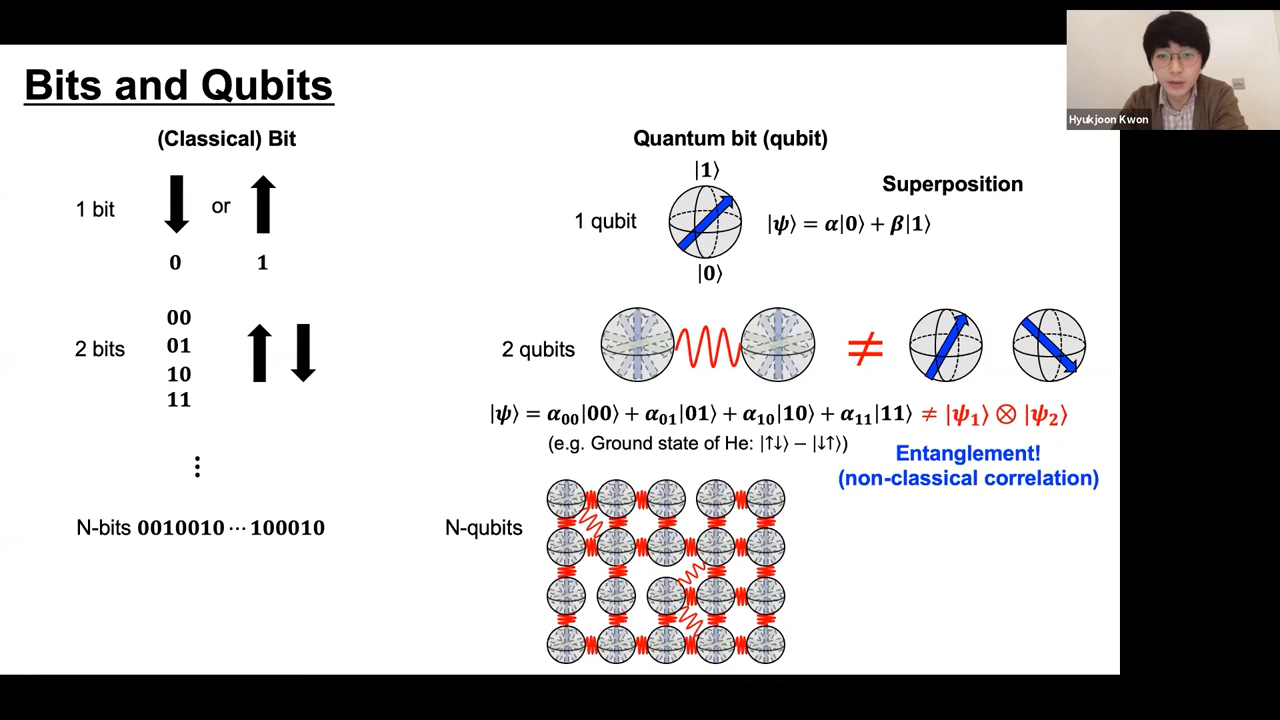 Bits and Qubits
(Classical) Bit
1 bit
or
0
1
2 bits
00
01
10
11
⋮
N-bits 0010010 ⋯ 100010
Quantum bit (qubit)
|1⟩
Superposition
1 qubit
|ψ⟩ = α|0⟩ + β|1⟩
|0⟩
2 qubits
≠
|ψ⟩ = α₀₀|00⟩ + α₀₁|01⟩ + α₁₀|10⟩ + α₁₁|11⟩ ≠ |ψ₁⟩ ⊗ |ψ₂⟩
(e.g. Ground state of He: |↑↓⟩ − |↓↑⟩)
Entanglement!
(non-classical correlation)
N-qubits
Hyukjoon Kwon